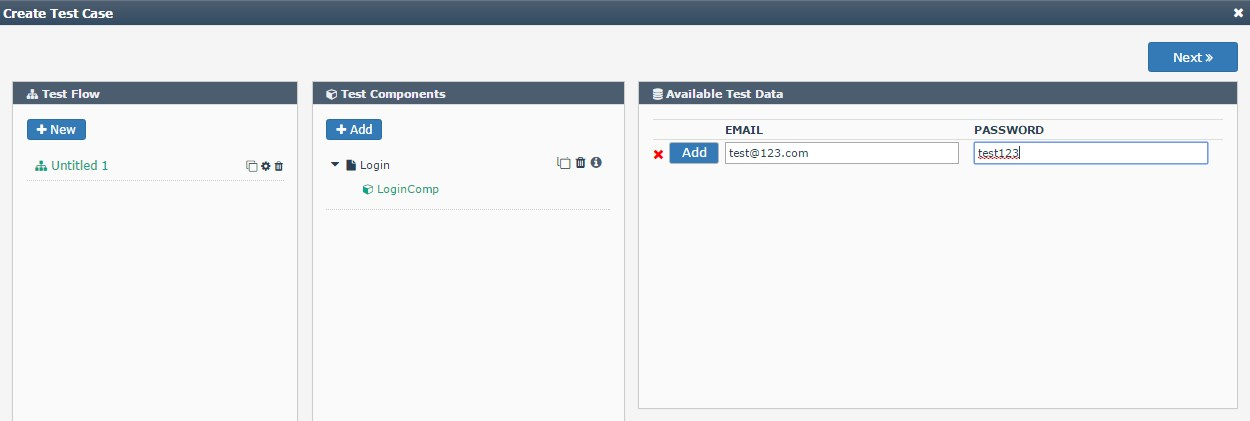 Create Test Case
Next »
Test Flow
New
Untitled 1
Test Components
Add
Login
LoginComp
Available Test Data
EMAIL PASSWORD
Add test@123.com test123